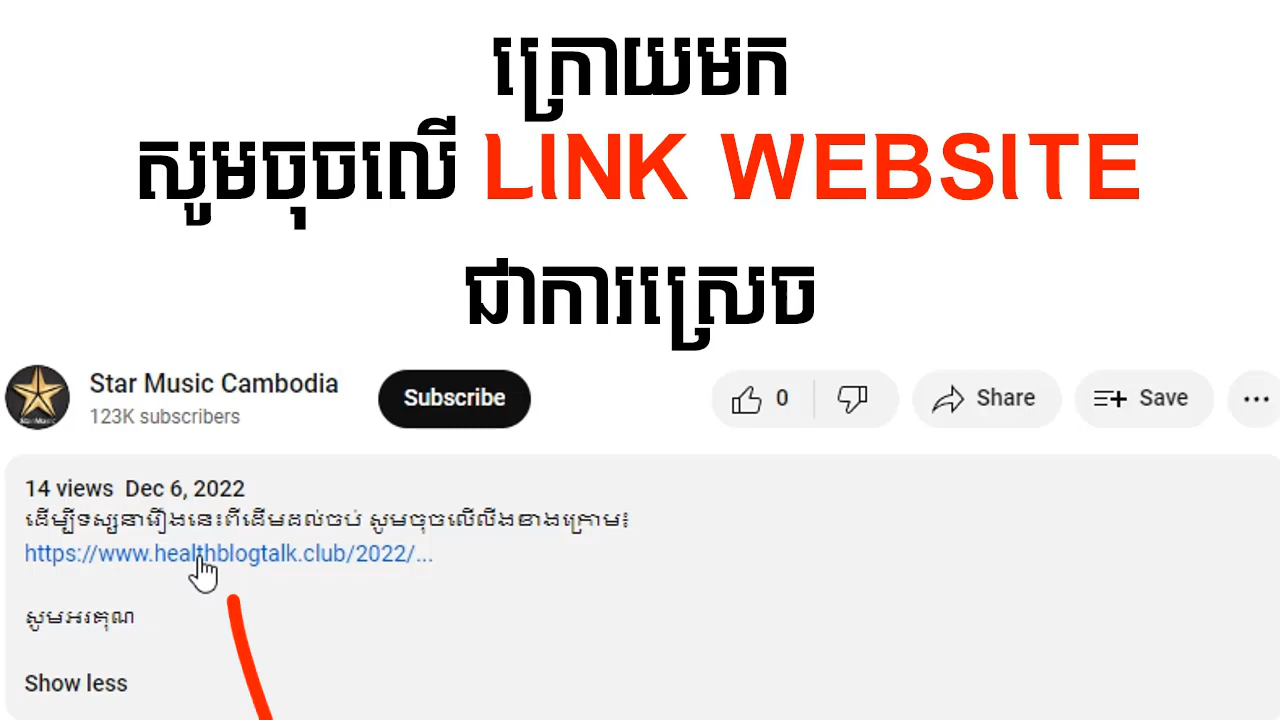 ក្រោយមក
សូមចុចលើ LINK WEBSITE
ជាការស្រេច
Star Music Cambodia
123K subscribers
Subscribe
0
Share
Save
14 views Dec 6, 2022
ដើម្បីទស្សនារឿងនេះពីដើមដល់ចប់ សូមចុចលើលីងខាងក្រោម៖
https://www.healthblogtalk.club/2022/...
សូមអរគុណ
Show less